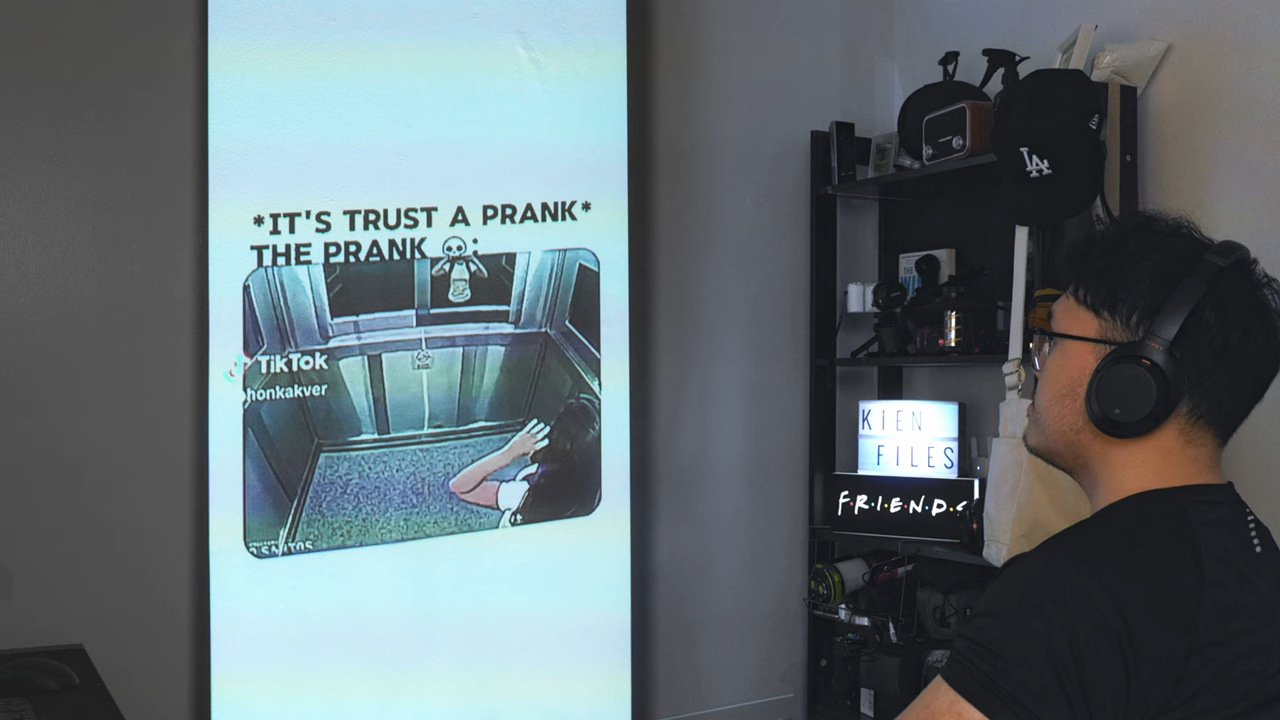 *IT'S TRUST A PRANK*
THE PRANK
TikTok
honkakver
LA
KIEN
FILES
F·R·I·E·N·D·S